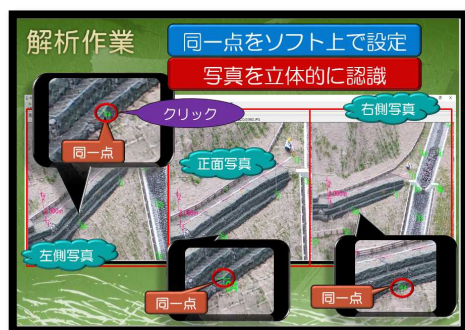 解析作業
同一点をソフト上で設定
写真を立体的に認識
クリック
右側写真
同一点
正面写真
左側写真
同一点
同一点